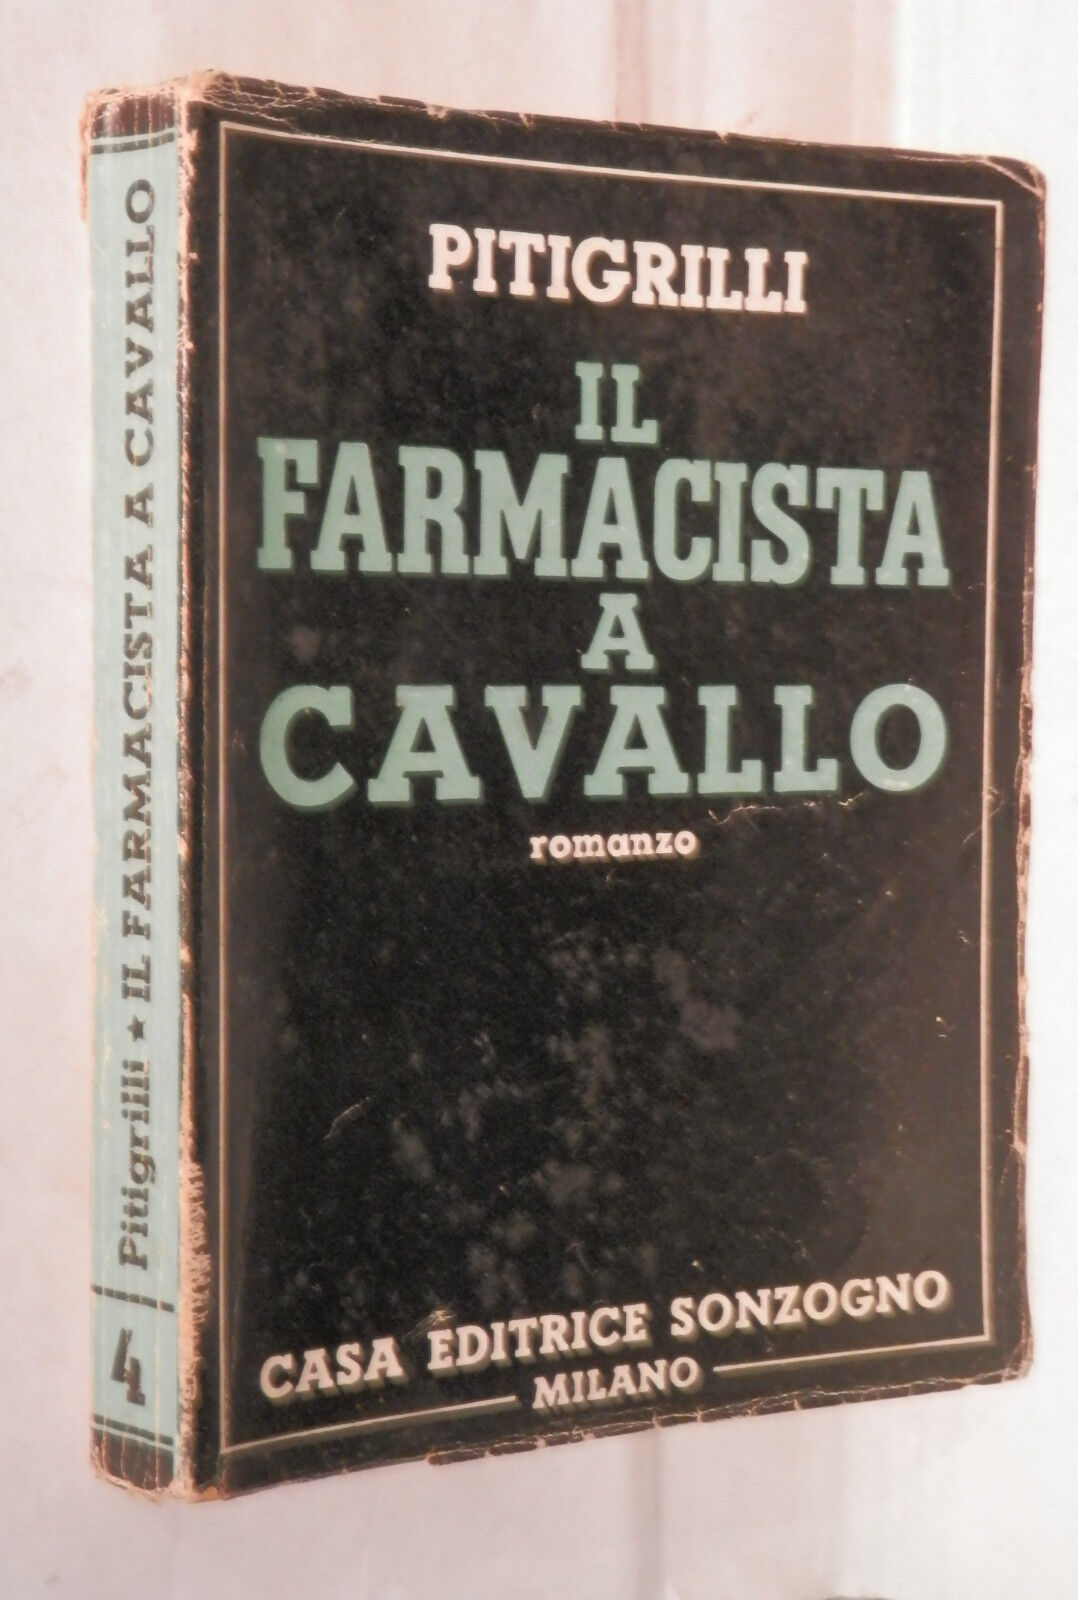 PITIGRILLI
IL
FARMACISTA
A
CAVALLO
romanzo
CASA EDITRICE SONZOGNO
MILANO
Pitigrilli ★ IL FARMACISTA A CAVALLO
4